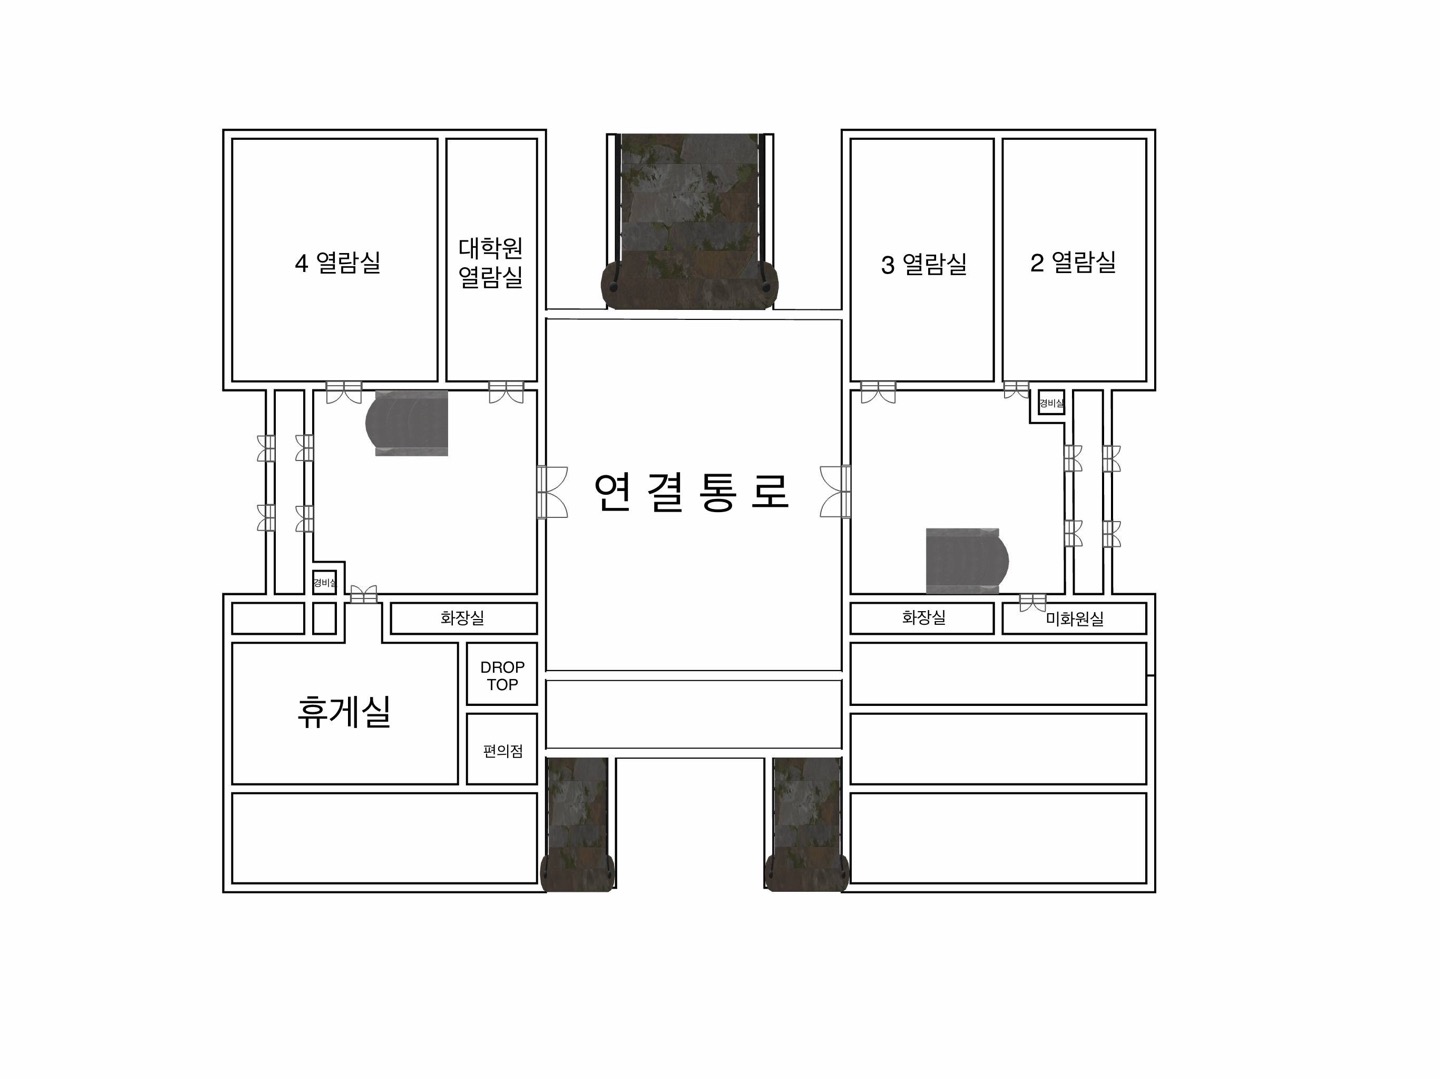 4 열람실
대학원
열람실
3 열람실
2 열람실
경비실
연결통로
경비실
화장실
화장실
미화원실
DROP
TOP
휴게실
편의점